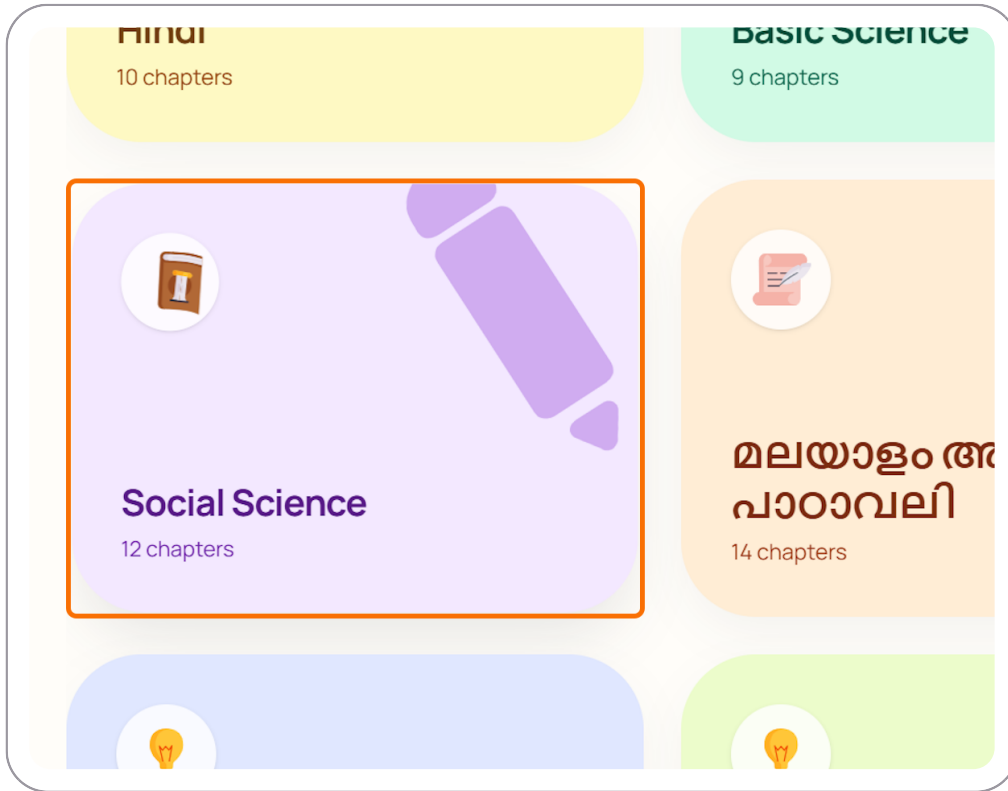 Hindi
10 chapters
Basic Science
9 chapters
Social Science
12 chapters
മലയാളം അ
പാഠാവലി
14 chapters